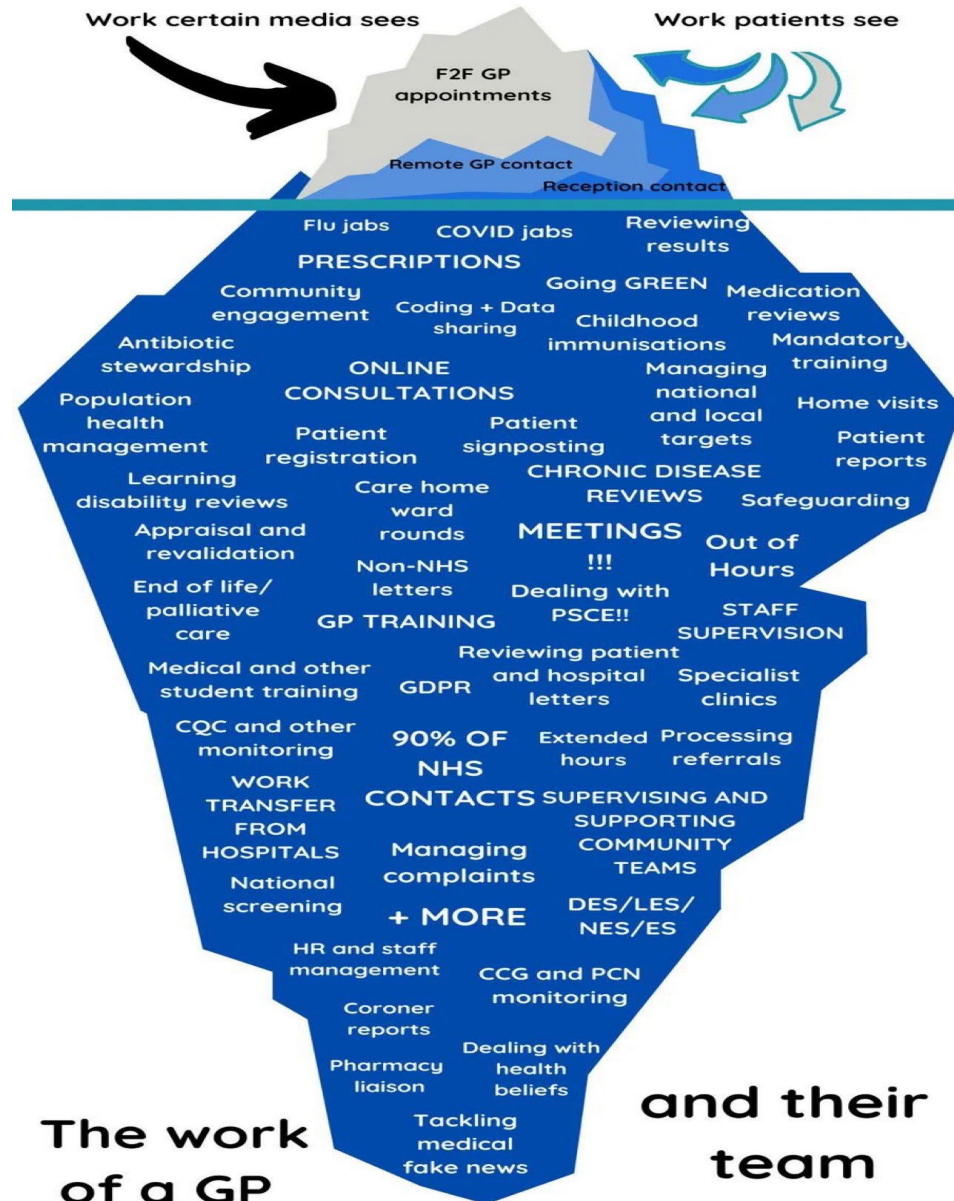 Work certain media sees
Work patients see
F2F GP
appointments
Remote GP contact
Reception contact
Flu jabs
COVID jabs
Reviewing
results
PRESCRIPTIONS
Going GREEN
Community
engagement
Coding + Data
sharing
Childhood
immunisations
Medication
reviews
Antibiotic
stewardship
ONLINE
CONSULTATIONS
Managing
national
and local
targets
Mandatory
training
Population
health
management
Patient
registration
Patient
signposting
Home visits
Patient
reports
Learning
disability reviews
Care home
ward
rounds
CHRONIC DISEASE
REVIEWS
Safeguarding
Appraisal and
revalidation
MEETINGS
!!!
Out of
Hours
Non-NHS
letters
End of life/
palliative
care
GP TRAINING
Dealing with
PSCE!!
STAFF
SUPERVISION
Medical and other
student training
GDPR
Reviewing patient
and hospital
letters
Specialist
clinics
CQC and other
monitoring
90% OF
NHS
CONTACTS
Extended
hours
Processing
referrals
WORK
TRANSFER
FROM
HOSPITALS
SUPERVISING AND
SUPPORTING
COMMUNITY
TEAMS
Managing
complaints
National
screening
+ MORE
DES/LES/
NES/ES
HR and staff
management
CCG and PCN
monitoring
Coroner
reports
Pharmacy
liaison
Dealing with
health
beliefs
Tackling
medical
fake news
The work
of a GP
and their
team